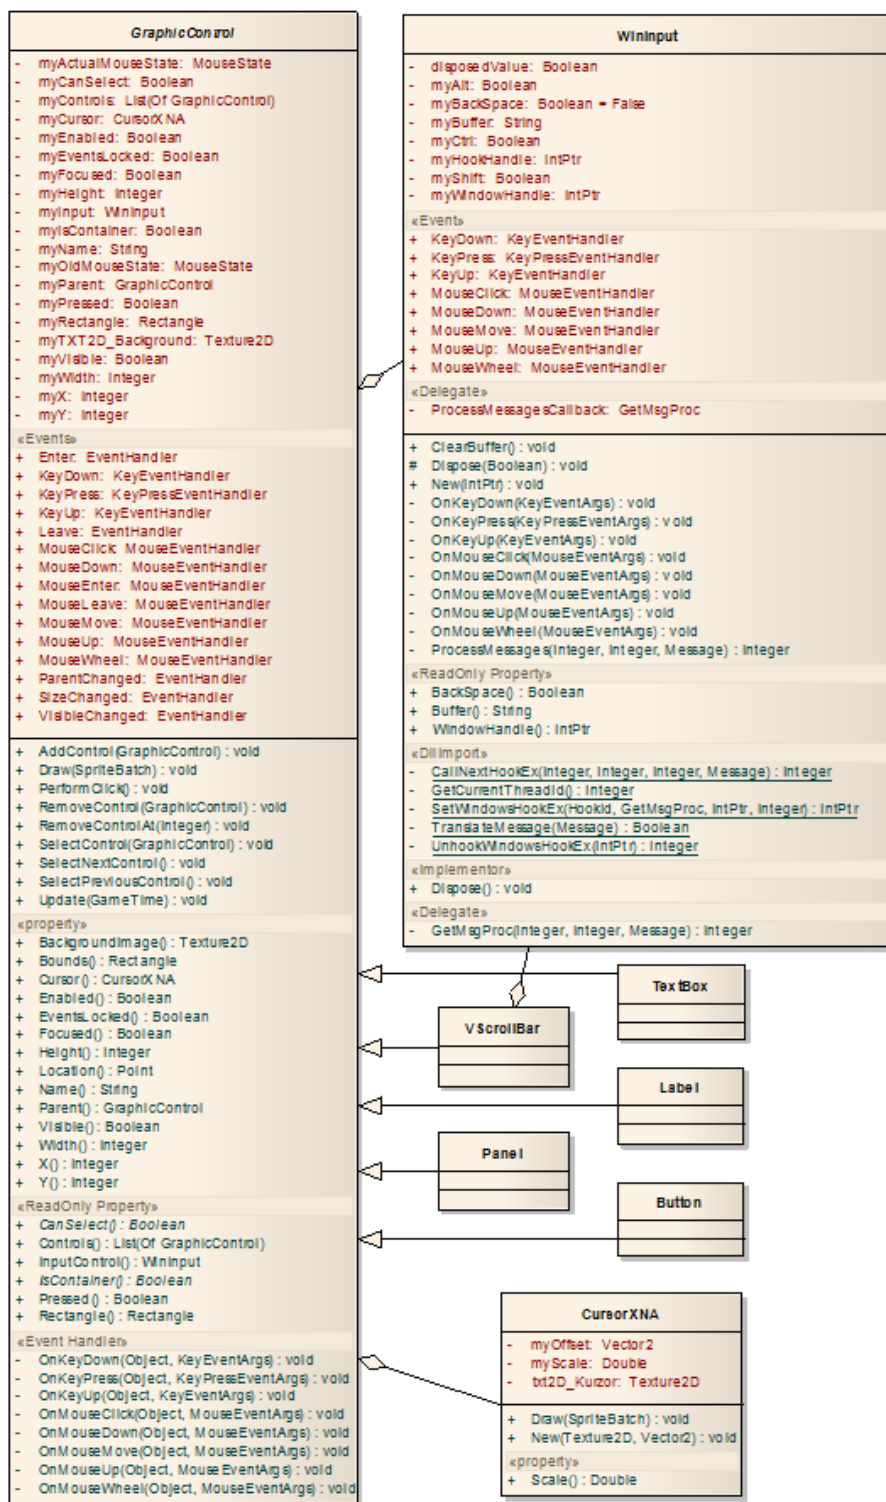 GraphicControl
- myActualMouseState: MouseState
- myCanSelect: Boolean
- myControls: List(Of GraphicControl)
- myCursor: CursorXNA
- myEnabled: Boolean
- myEventsLocked: Boolean
- myFocused: Boolean
- myHeight: Integer
- myInput: WinInput
- myIsContainer: Boolean
- myName: String
- myOldMouseState: MouseState
- myParent: GraphicControl
- myPressed: Boolean
- myRectangle: Rectangle
- myTXT2D_Background: Texture2D
- myVisible: Boolean
- myWidth: Integer
- myX: Integer
- myY: Integer
«Events»
+ Enter: EventHandler
+ KeyDown: KeyEventHandler
+ KeyPress: KeyPressEventHandler
+ KeyUp: KeyEventHandler
+ Leave: EventHandler
+ MouseClick: MouseEventHandler
+ MouseDown: MouseEventHandler
+ MouseEnter: MouseEventHandler
+ MouseLeave: MouseEventHandler
+ MouseMove: MouseEventHandler
+ MouseUp: MouseEventHandler
+ MouseWheel: MouseEventHandler
+ ParentChanged: EventHandler
+ SizeChanged: EventHandler
+ VisibleChanged: EventHandler
+ AddControl(GraphicControl) : void
+ Draw(SpriteBatch) : void
+ PerformClick() : void
+ RemoveControl(GraphicControl) : void
+ RemoveControlAt(Integer) : void
+ SelectControl(GraphicControl) : void
+ SelectNextControl() : void
+ SelectPreviousControl() : void
+ Update(GameTime) : void
«property»
+ BackgroundImage() : Texture2D
+ Bounds() : Rectangle
+ Cursor() : CursorXNA
+ Enabled() : Boolean
+ EventsLocked() : Boolean
+ Focused() : Boolean
+ Height() : Integer
+ Location() : Point
+ Name() : String
+ Parent() : GraphicControl
+ Visible() : Boolean
+ Width() : Integer
+ X() : Integer
+ Y() : Integer
«ReadOnly Property»
+ CanSelect() : Boolean
+ Controls() : List(Of GraphicControl)
+ InputControl() : WinInput
+ IsContainer() : Boolean
+ Pressed() : Boolean
+ Rectangle() : Rectangle
«Event Handler»
- OnKeyDown(Object, KeyEventArgs) : void
- OnKeyPress(Object, KeyPressEventArgs) : void
- OnKeyUp(Object, KeyEventArgs) : void
- OnMouseClick(Object, MouseEventArgs) : void
- OnMouseDown(Object, MouseEventArgs) : void
- OnMouseMove(Object, MouseEventArgs) : void
- OnMouseUp(Object, MouseEventArgs) : void
- OnMouseWheel(Object, MouseEventArgs) : void
WinInput
- disposedValue: Boolean
- myAlt: Boolean
- myBackSpace: Boolean = False
- myBuffer: String
- myCtrl: Boolean
- myHookHandle: IntPtr
- myShift: Boolean
- myWindowHandle: IntPtr
«Event»
+ KeyDown: KeyEventHandler
+ KeyPress: KeyPressEventHandler
+ KeyUp: KeyEventHandler
+ MouseClick: MouseEventHandler
+ MouseDown: MouseEventHandler
+ MouseMove: MouseEventHandler
+ MouseUp: MouseEventHandler
+ MouseWheel: MouseEventHandler
«Delegate»
- ProcessMessagesCallback: GetMsgProc
+ ClearBuffer() : void
# Dispose(Boolean) : void
+ New(IntPtr) : void
- OnKeyDown(KeyEventArgs) : void
- OnKeyPress(KeyPressEventArgs) : void
- OnKeyUp(KeyEventArgs) : void
- OnMouseClick(MouseEventArgs) : void
- OnMouseDown(MouseEventArgs) : void
- OnMouseMove(MouseEventArgs) : void
- OnMouseUp(MouseEventArgs) : void
- OnMouseWheel(MouseEventArgs) : void
- ProcessMessages(Integer, Integer, Message) : Integer
«ReadOnly Property»
+ BackSpace() : Boolean
+ Buffer() : String
+ WindowHandle() : IntPtr
«DllImport»
- CallNextHookEx(Integer, Integer, Integer, Message) : Integer
- GetCurrentThreadId() : Integer
- SetWindowsHookEx(HookId, GetMsgProc, IntPtr, Integer) : IntPtr
- TranslateMessage(Message) : Boolean
- UnhookWindowsHookEx(IntPtr) : Integer
«Implementor»
+ Dispose() : void
«Delegate»
- GetMsgProc(Integer, Integer, Message) : Integer
TextBox
VScrollBar
Label
Panel
Button
CursorXNA
- myOffset: Vector2
- myScale: Double
- txt2D_Kurzor: Texture2D
+ Draw(SpriteBatch) : void
+ New(Texture2D, Vector2) : void
«property»
+ Scale() : Double